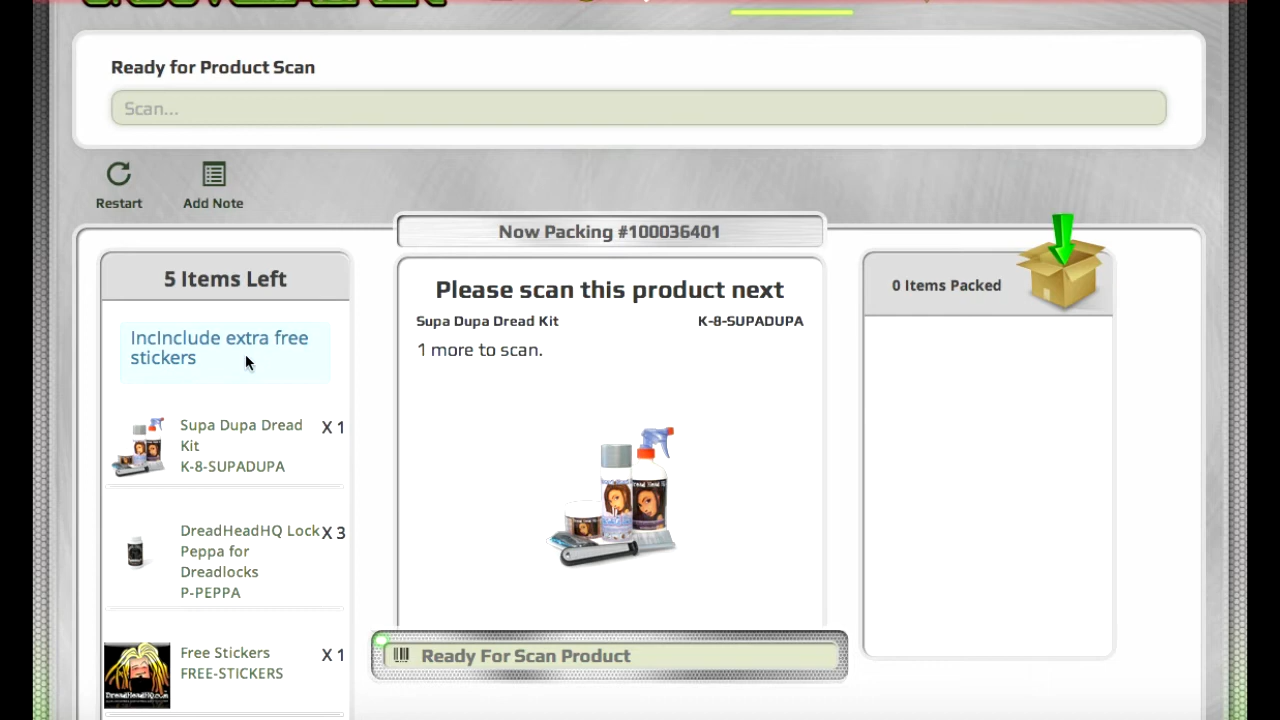 Ready for Product Scan
Scan...
Restart
Add Note
Now Packing #100036401
5 Items Left
IncInclude extra free
stickers
Supa Dupa Dread
Kit
K-8-SUPADUPA
X 1
DreadHeadHQ Lock
Peppa for
Dreadlocks
P-PEPPA
X 3
Free Stickers
FREE-STICKERS
X 1
DreadHeadHQ.com
Please scan this product next
Supa Dupa Dread Kit
K-8-SUPADUPA
1 more to scan.
Ready For Scan Product
0 Items Packed